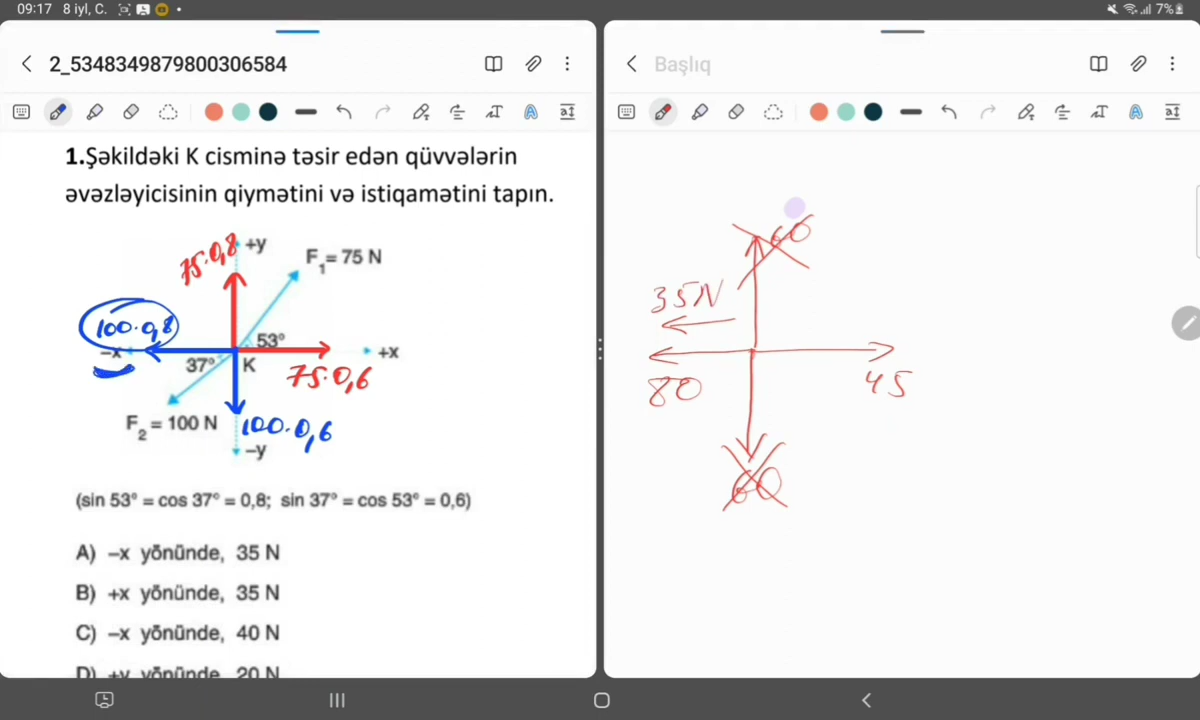 09:17 8 iyl, C.
7%
2_5348349879800306584
Başlıq
1.Şəkildəki K cisminə təsir edən qüvvələrin
əvəzləyicisinin qiymətini və istiqamətini tapın.
75.0,8
+y
F1= 75 N
100.0,8
53°
-x
37°
K
+x
75.0,6
F2 = 100 N
100.0,6
-y
(sin 53° = cos 37° = 0,8; sin 37° = cos 53° = 0,6)
A) -x yönünde, 35 N
B) +x yönünde, 35 N
C) -x yönünde, 40 N
D) +y yönünde 20 N
60
35N
80
45
60